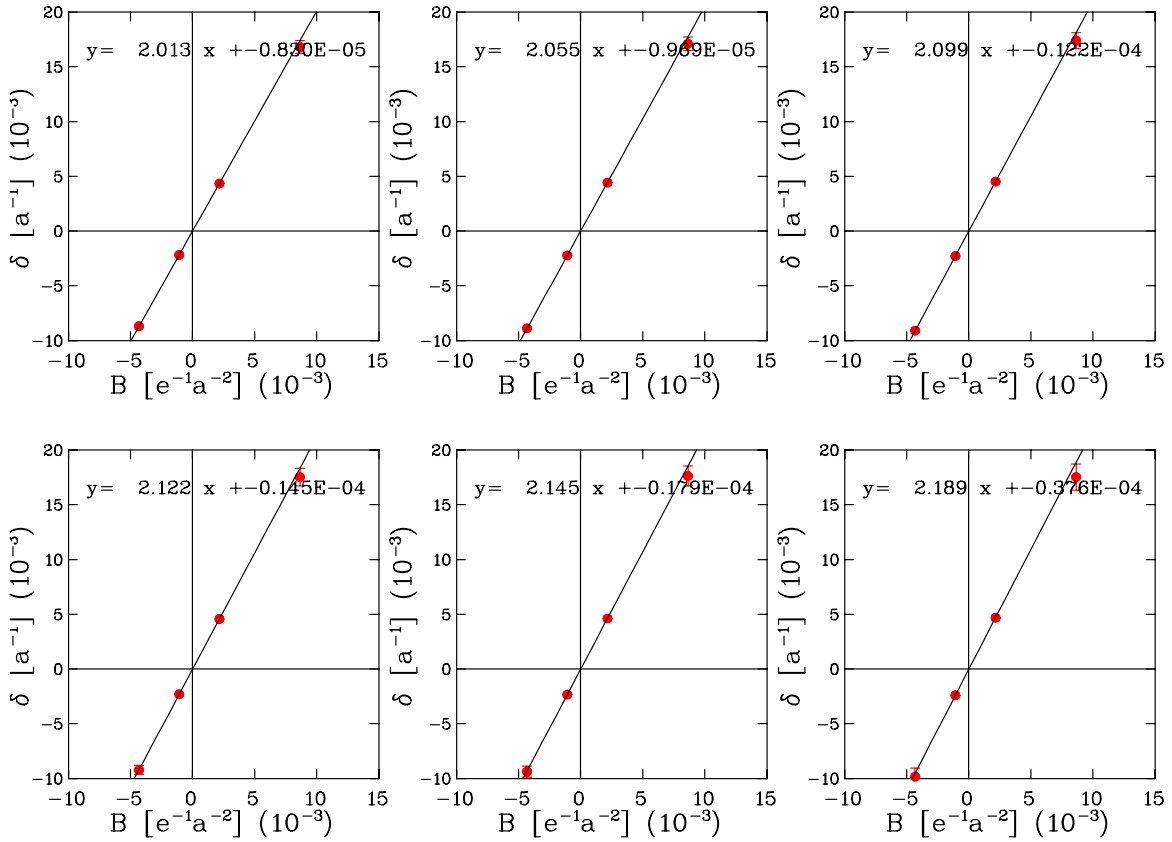 20
15
10
5
0
−5
−10
δ [a⁻¹] (10⁻³)
y= 2.013 x +-0.830E-05
−10 −5 0 5 10 15
B [e⁻¹a⁻²] (10⁻³)
20
15
10
5
0
−5
−10
δ [a⁻¹] (10⁻³)
y= 2.055 x +-0.969E-05
−10 −5 0 5 10 15
B [e⁻¹a⁻²] (10⁻³)
20
15
10
5
0
−5
−10
δ [a⁻¹] (10⁻³)
y= 2.099 x +-0.122E-04
−10 −5 0 5 10 15
B [e⁻¹a⁻²] (10⁻³)
20
15
10
5
0
−5
−10
δ [a⁻¹] (10⁻³)
y= 2.122 x +-0.145E-04
−10 −5 0 5 10 15
B [e⁻¹a⁻²] (10⁻³)
20
15
10
5
0
−5
−10
δ [a⁻¹] (10⁻³)
y= 2.145 x +-0.179E-04
−10 −5 0 5 10 15
B [e⁻¹a⁻²] (10⁻³)
20
15
10
5
0
−5
−10
δ [a⁻¹] (10⁻³)
y= 2.189 x +-0.376E-04
−10 −5 0 5 10 15
B [e⁻¹a⁻²] (10⁻³)